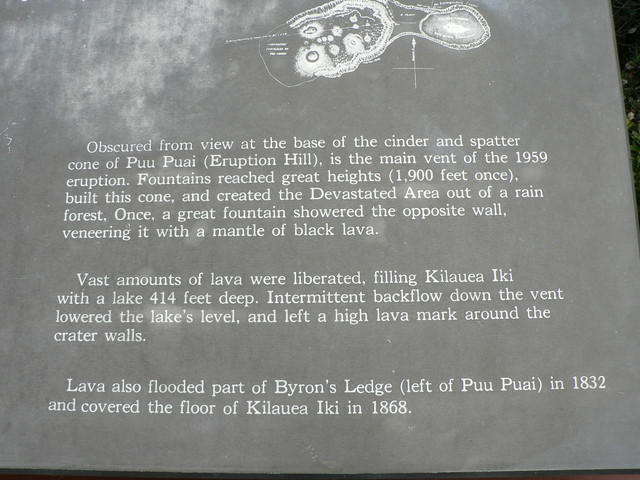 Obscured from view at the base of the cinder and spatter
cone of Puu Puai (Eruption Hill), is the main vent of the 1959
eruption. Fountains reached great heights (1,900 feet once),
built this cone, and created the Devastated Area out of a rain
forest, Once, a great fountain showered the opposite wall,
veneering it with a mantle of black lava.
Vast amounts of lava were liberated, filling Kilauea Iki
with a lake 414 feet deep. Intermittent backflow down the vent
lowered the lake's level, and left a high lava mark around the
crater walls.
Lava also flooded part of Byron's Ledge (left of Puu Puai) in 1832
and covered the floor of Kilauea Iki in 1868.